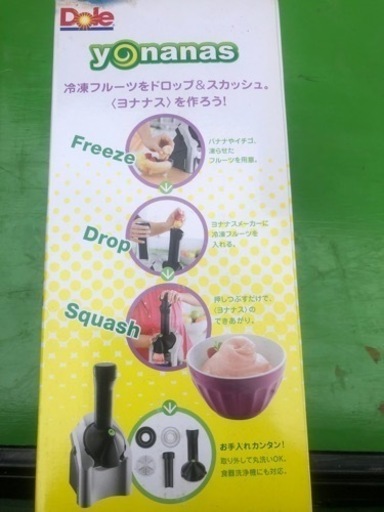 Dole
yonanas
冷凍フルーツをドロップ&スカッシュ。
〈ヨナナス〉を作ろう!
Freeze
バナナやイチゴ、
凍らせた
フルーツを用意。
Drop
ヨナナスメーカーに
冷凍フルーツを
入れる。
Squash
押しつぶすだけで、
〈ヨナナス〉の
できあがり。
お手入れカンタン!
取り外して丸洗いOK。
食器洗浄機にも対応。